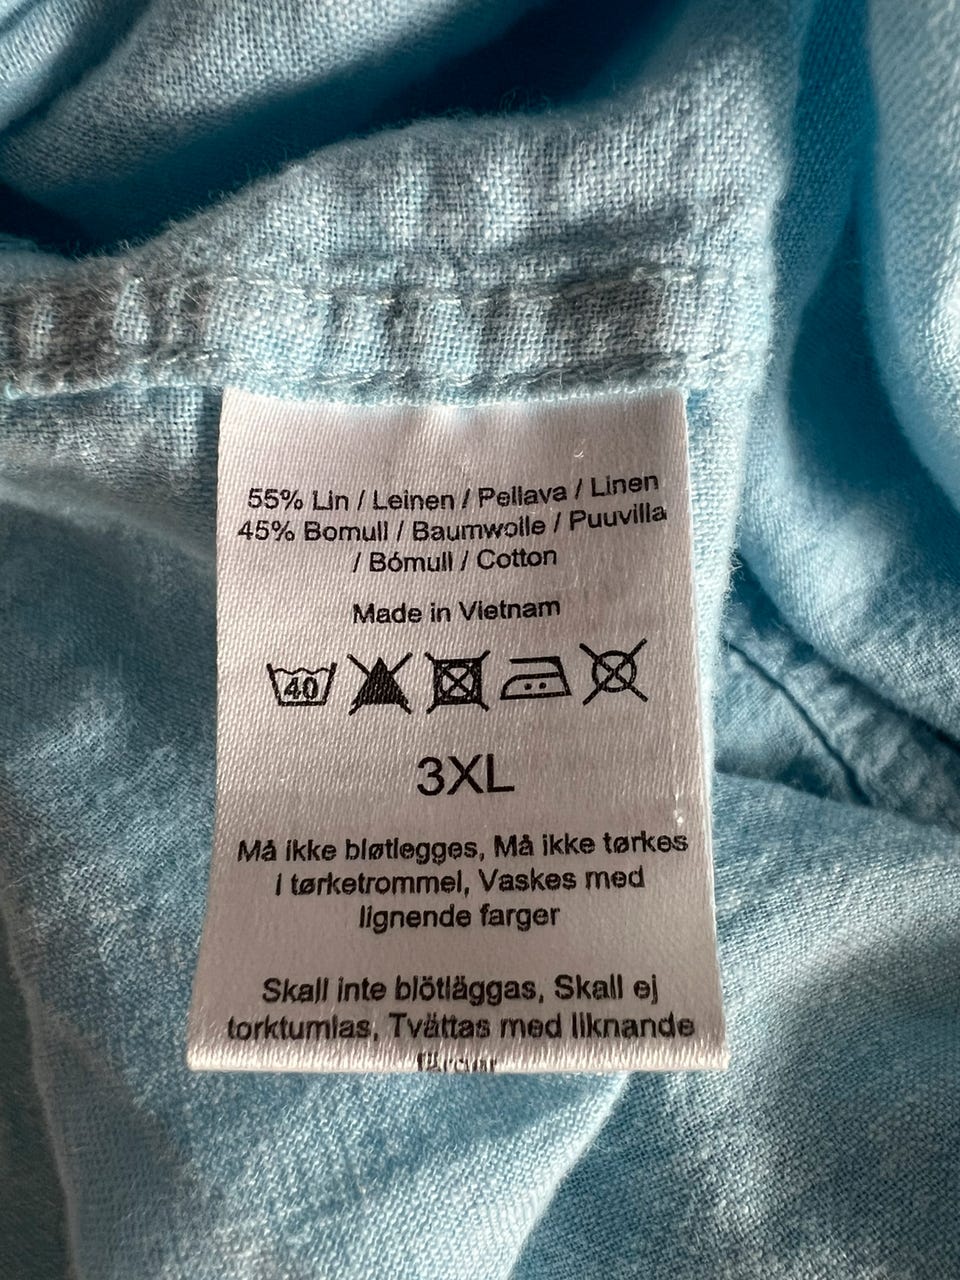 55% Lin / Leinen / Pellava / Linen
45% Bomull / Baumwolle / Puuvilla
/ Bómull / Cotton
Made in Vietnam
40
3XL
Må ikke bløtlegges, Må ikke tørkes
i tørketrommel, Vaskes med
lignende farger
Skall inte blötläggas, Skall ej
torktumlas, Tvättas med liknande